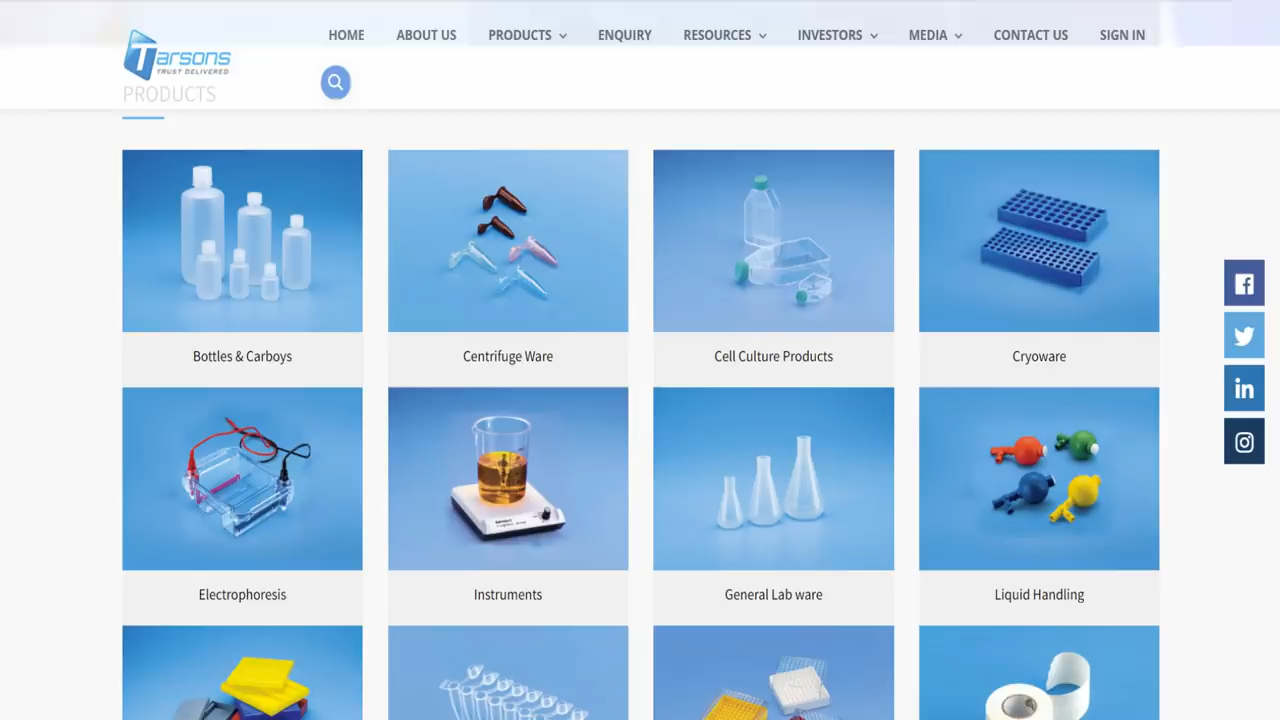 HOME ABOUT US PRODUCTS ENQUIRY RESOURCES INVESTORS MEDIA CONTACT US SIGN IN
Tarsons
TRUST DELIVERED
PRODUCTS
Bottles & Carboys Centrifuge Ware Cell Culture Products Cryoware
Electrophoresis Instruments General Lab ware Liquid Handling